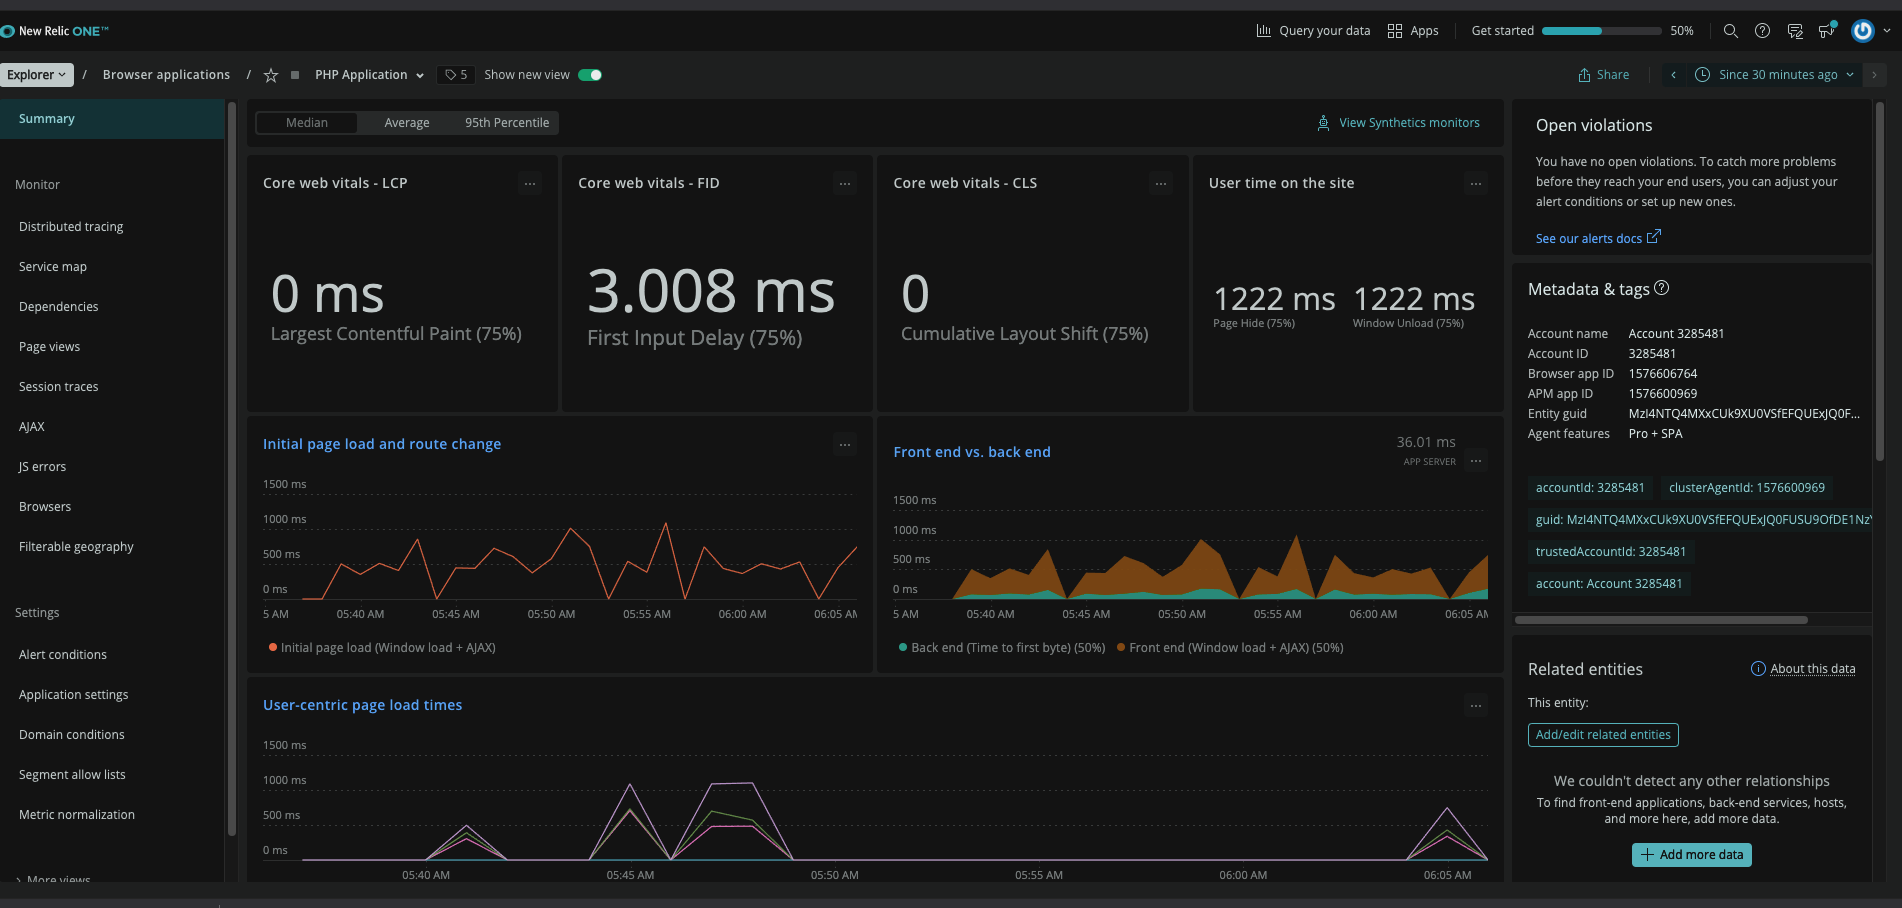 New Relic ONE™
Query your data
Apps
Get started
50%
Explorer / Browser applications / PHP Application
5
Show new view
Share
Since 30 minutes ago
Summary
Monitor
Distributed tracing
Service map
Dependencies
Page views
Session traces
AJAX
JS errors
Browsers
Filterable geography
Settings
Alert conditions
Application settings
Domain conditions
Segment allow lists
Metric normalization
More views
Median
Average
95th Percentile
View Synthetics monitors
Core web vitals - LCP
...
0 ms
Largest Contentful Paint (75%)
Core web vitals - FID
...
3.008 ms
First Input Delay (75%)
Core web vitals - CLS
...
0
Cumulative Layout Shift (75%)
User time on the site
...
1222 ms
Page Hide (75%)
1222 ms
Window Unload (75%)
Initial page load and route change
...
1500 ms
1000 ms
500 ms
0 ms
5 AM 05:40 AM 05:45 AM 05:50 AM 05:55 AM 06:00 AM 06:05 AM
Initial page load (Window load + AJAX)
Front end vs. back end
36.01 ms
APP SERVER
...
1500 ms
1000 ms
500 ms
0 ms
5 AM 05:40 AM 05:45 AM 05:50 AM 05:55 AM 06:00 AM 06:05 AM
Back end (Time to first byte) (50%) Front end (Window load + AJAX) (50%)
User-centric page load times
...
1500 ms
1000 ms
500 ms
0 ms
05:40 AM 05:45 AM 05:50 AM 05:55 AM 06:00 AM 06:05 AM
Open violations
You have no open violations. To catch more problems
before they reach your end users, you can adjust your
alert conditions or set up new ones.
See our alerts docs
Metadata & tags
Account name Account 3285481
Account ID 3285481
Browser app ID 1576606764
APM app ID 1576600969
Entity guid MzI4NTQ4MXxCUk9XU0VSfEFQUExJQ0F...
Agent features Pro + SPA
accountId: 3285481
clusterAgentId: 1576600969
guid: MzI4NTQ4MXxCUk9XU0VSfEFQUExJQ0FUSU9OfDE1NzY
trustedAccountId: 3285481
account: Account 3285481
Related entities
About this data
This entity:
Add/edit related entities
We couldn't detect any other relationships
To find front-end applications, back-end services, hosts,
and more here, add more data.
Add more data